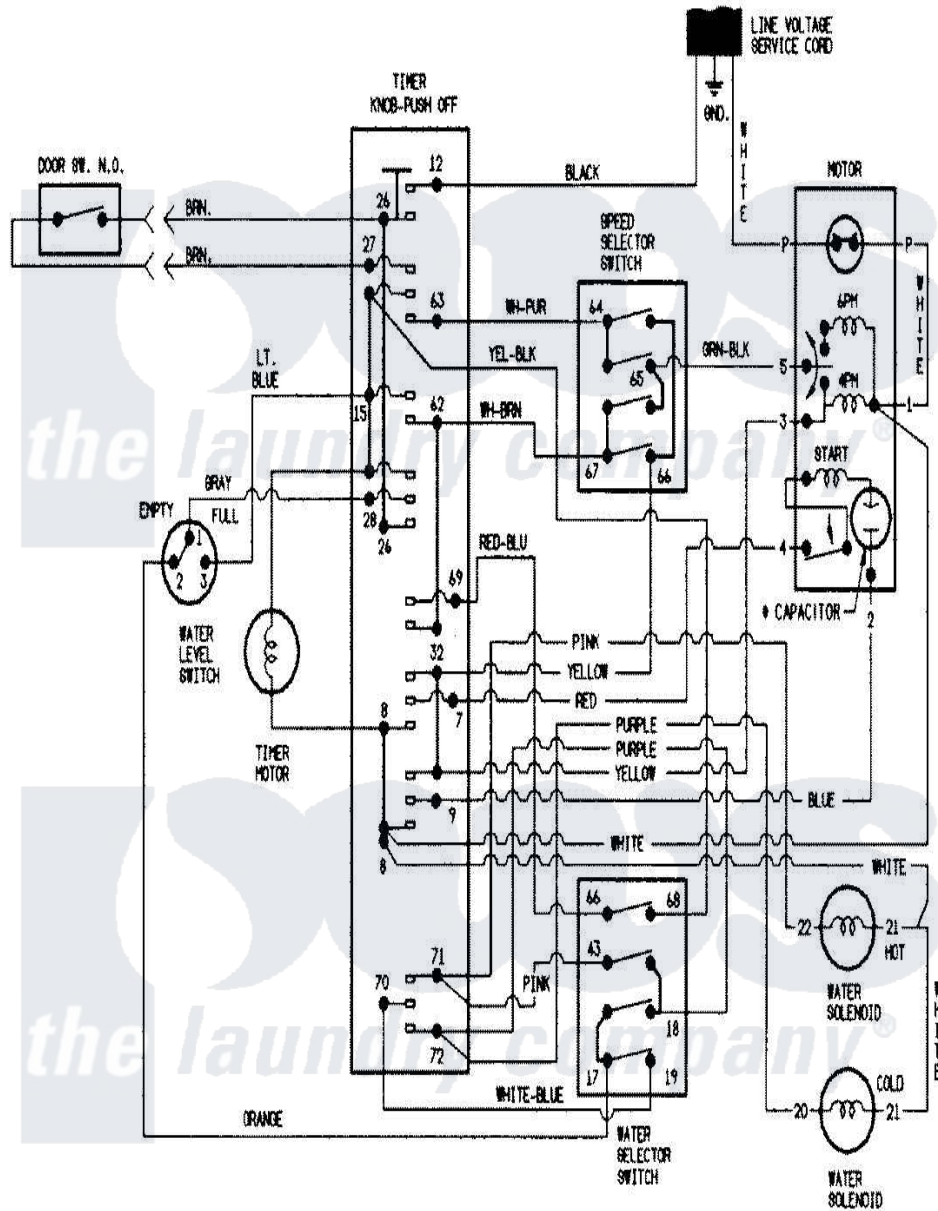 LINE VOLTAGE
SERVICE CORD
TIMER
KNOB-PUSH OFF
GND.
WHITE
DOOR SW. N.O.
12
BLACK
MOTOR
BRN.
26
SPEED
SELECTOR
SWITCH
P
P
BRN.
27
63
WH-PUR
64
6PM
WHITE
YEL-BLK
GRN-BLK
5
65
LT.
BLUE
4PM
15
62
WH-BRN
3
1
the laundry company®
67
66
START
GRAY
EMPTY
FULL
28
26
1
2
3
RED-BLU
4
69
* CAPACITOR
2
WATER
LEVEL
SWITCH
PINK
32
YELLOW
RED
7
8
PURPLE
PURPLE
TIMER
MOTOR
YELLOW
9
BLUE
WHITE
8
WHITE
66
68
22
21
HOT
43
71
PINK
70
WATER
SOLENOID
WHITE
18
the laundry company®
72
17
19
COLD
WHITE-BLUE
20
21
ORANGE
WATER
SELECTOR
SWITCH
WATER
SOLENOID